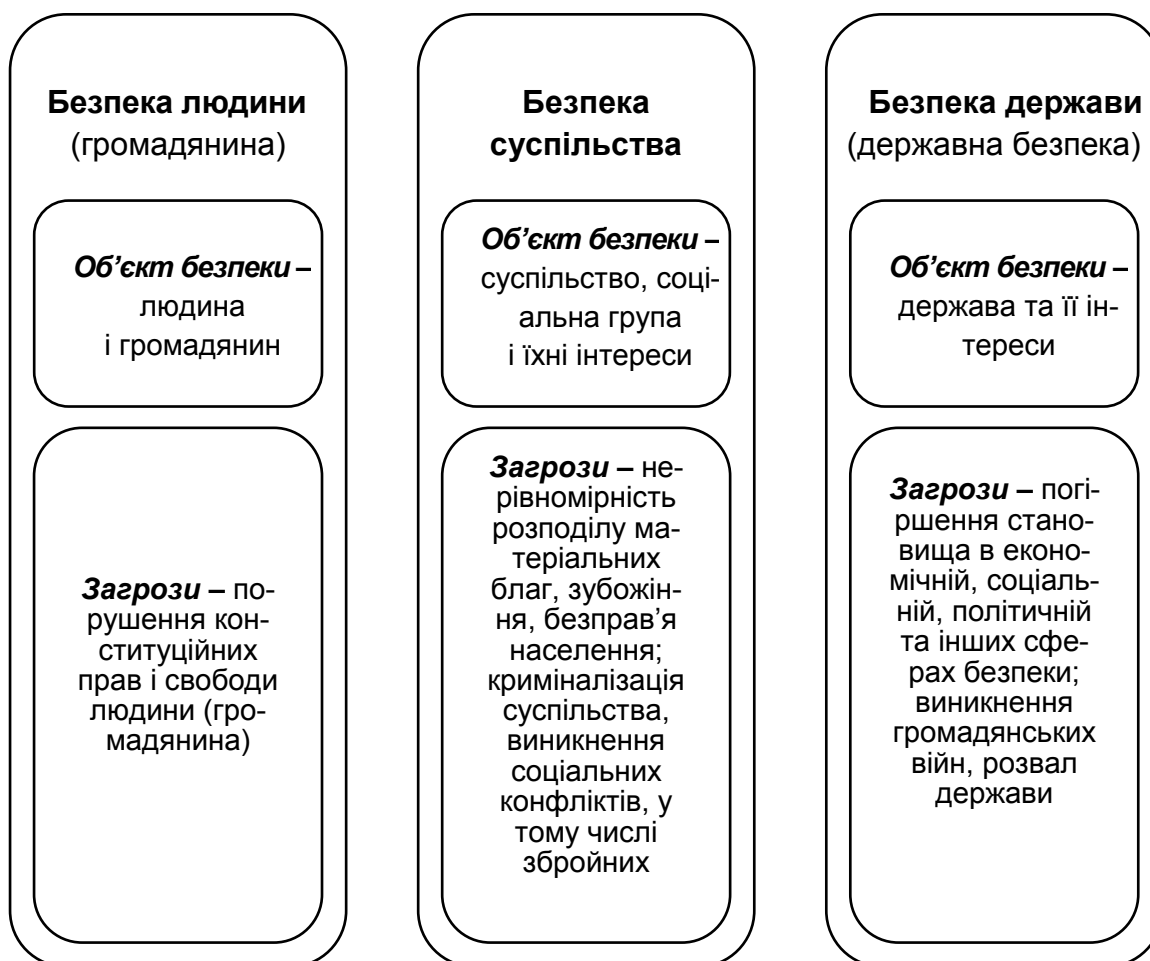 Безпека людини
(громадянина)
Об’єкт безпеки –
людина
і громадянин
Загрози – по-
рушення кон-
ституційних
прав і свободи
людини (гро-
мадянина)
Безпека
суспільства
Об’єкт безпеки –
суспільство, соці-
альна група
і їхні інтереси
Загрози – не-
рівномірність
розподілу ма-
теріальних
благ, зубожін-
ня, безправ’я
населення;
криміналізація
суспільства,
виникнення
соціальних
конфліктів, у
тому числі
збройних
Безпека держави
(державна безпека)
Об’єкт безпеки –
держава та її ін-
тереси
Загрози – погі-
ршення стано-
вища в еконо-
мічній, соціаль-
ній, політичній
та інших сфе-
рах безпеки;
виникнення
громадянських
війн, розвал
держави